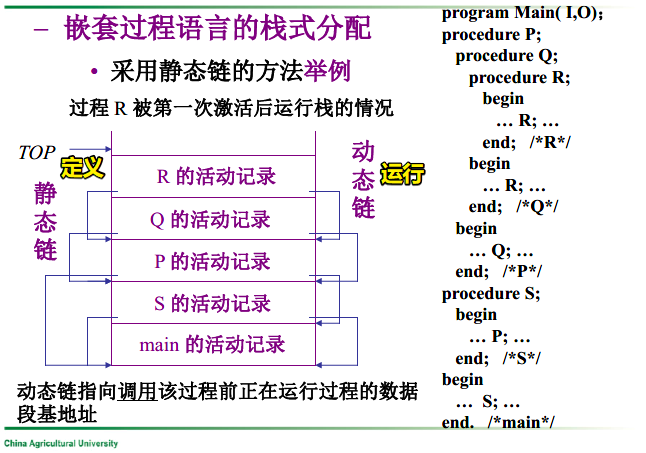 – 嵌套过程语言的栈式分配
• 采用静态链的方法举例
过程 R 被第一次激活后运行栈的情况
TOP
定义
静态链
R 的活动记录
Q 的活动记录
P 的活动记录
S 的活动记录
main 的活动记录
动态链
运行
动态链指向调用该过程前正在运行过程的数据
段基地址
China Agricultural University
program Main( I,O);
procedure P;
procedure Q;
procedure R;
begin
… R; …
end; /*R*/
begin
… R; …
end; /*Q*/
begin
… Q; …
end; /*P*/
procedure S;
begin
… P; …
end; /*S*/
begin
… S; …
end. /*main*/